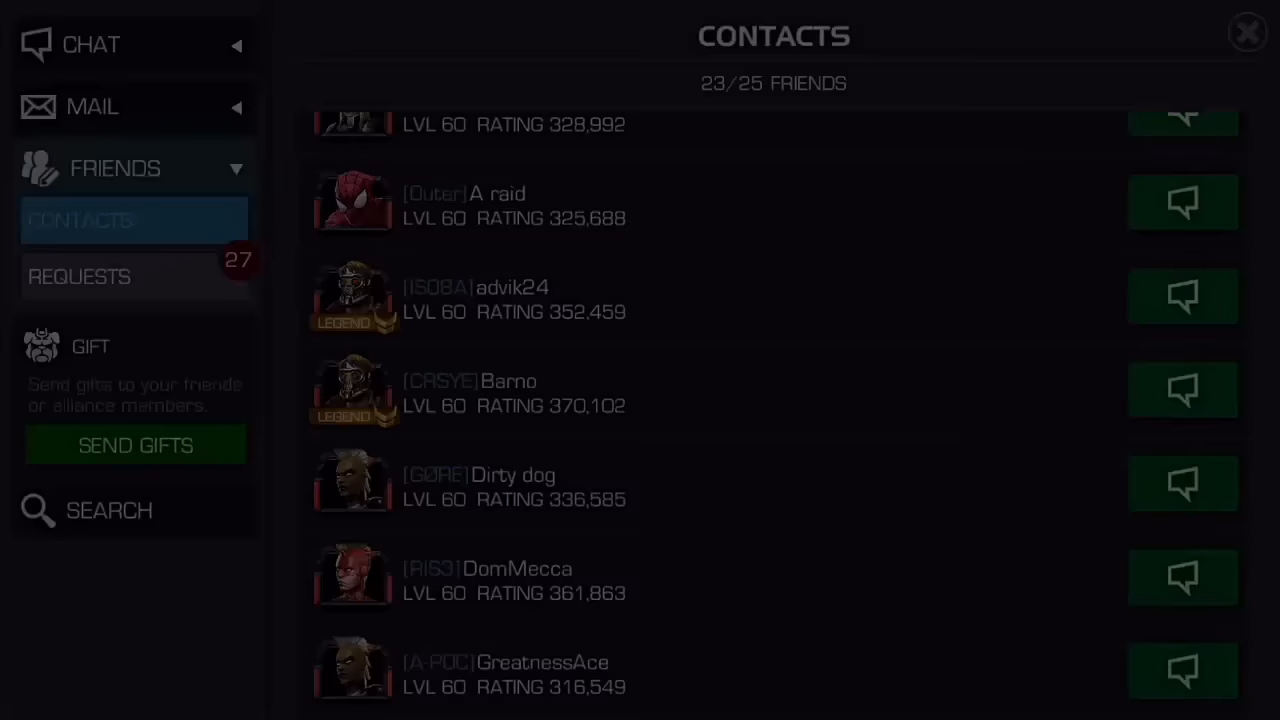 CHAT
MAIL
FRIENDS
CONTACTS
REQUESTS
27
GIFT
Send gifts to your friends
or alliance members.
SEND GIFTS
SEARCH
CONTACTS
23/25 FRIENDS
LVL 60 RATING 328,992
[Outer] A raid
LVL 60 RATING 325,688
[ISO8A] advik24
LVL 60 RATING 352,459
LEGEND
[CRSYE] Barno
LVL 60 RATING 370,102
LEGEND
[GØRE] Dirty dog
LVL 60 RATING 336,585
[RIS3] DomMecca
LVL 60 RATING 361,863
[A-POC] GreatnessAce
LVL 60 RATING 316,549